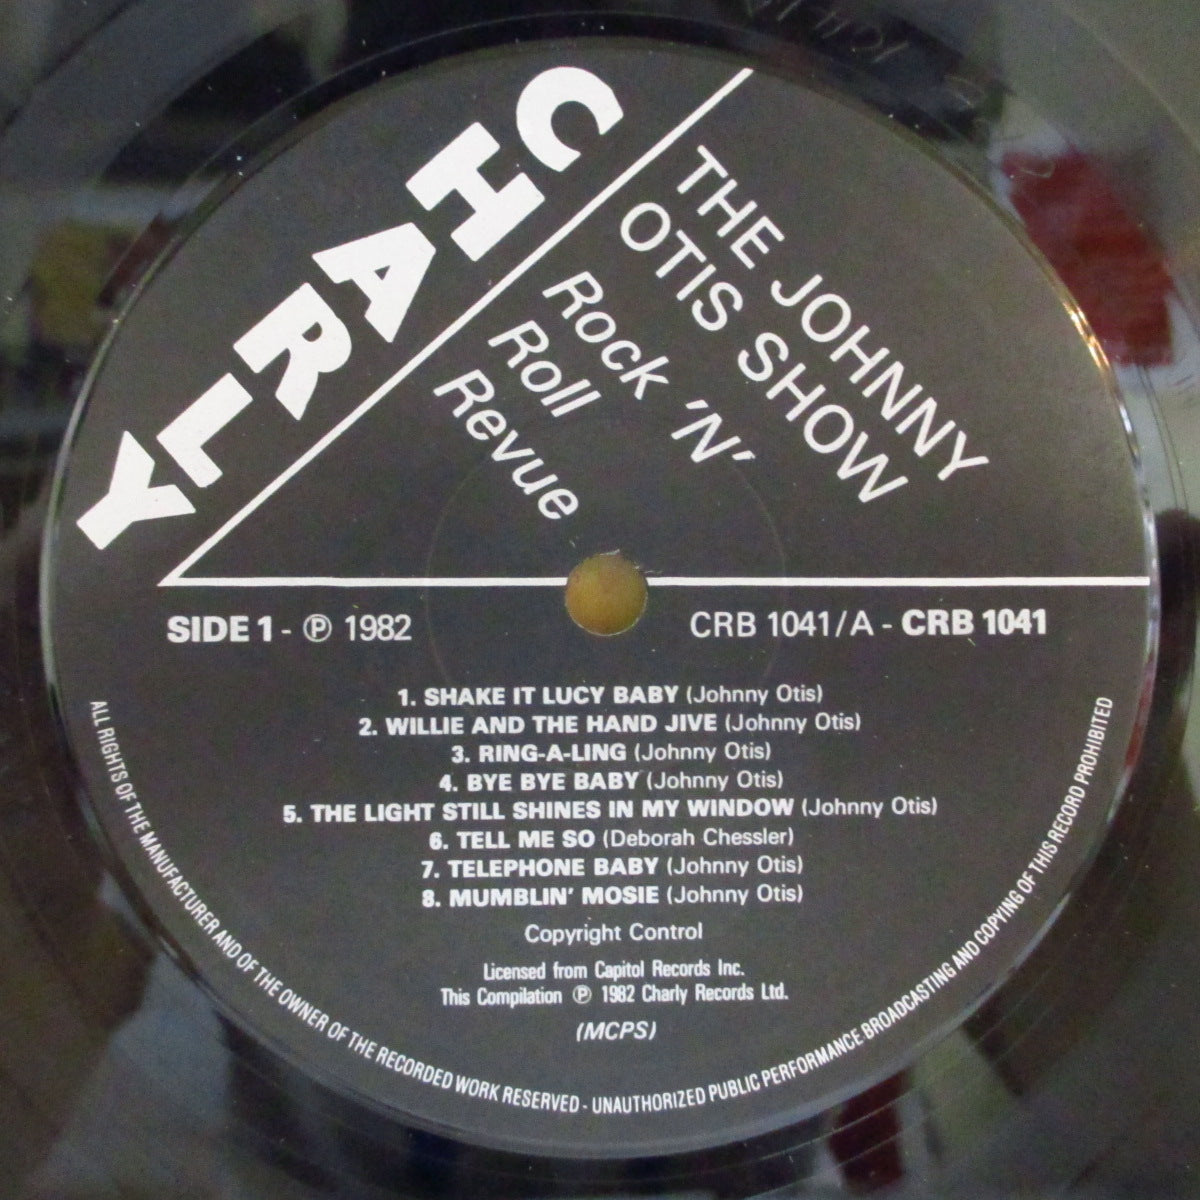 CHARLY
THE JOHNNY
OTIS SHOW
Rock 'N'
Roll
Revue
SIDE 1 - ℗ 1982
CRB 1041/A - CRB 1041
1. SHAKE IT LUCY BABY (Johnny Otis)
2. WILLIE AND THE HAND JIVE (Johnny Otis)
3. RING-A-LING (Johnny Otis)
4. BYE BYE BABY (Johnny Otis)
5. THE LIGHT STILL SHINES IN MY WINDOW (Johnny Otis)
6. TELL ME SO (Deborah Chessler)
7. TELEPHONE BABY (Johnny Otis)
8. MUMBLIN' MOSIE (Johnny Otis)
Copyright Control
Licensed from Capitol Records Inc.
This Compilation ℗ 1982 Charly Records Ltd.
(MCPS)
ALL RIGHTS OF THE MANUFACTURER AND OF THE OWNER OF THE RECORDED WORK RESERVED - UNAUTHORIZED PUBLIC PERFORMANCE BROADCASTING AND COPYING OF THIS RECORD PROHIBITED